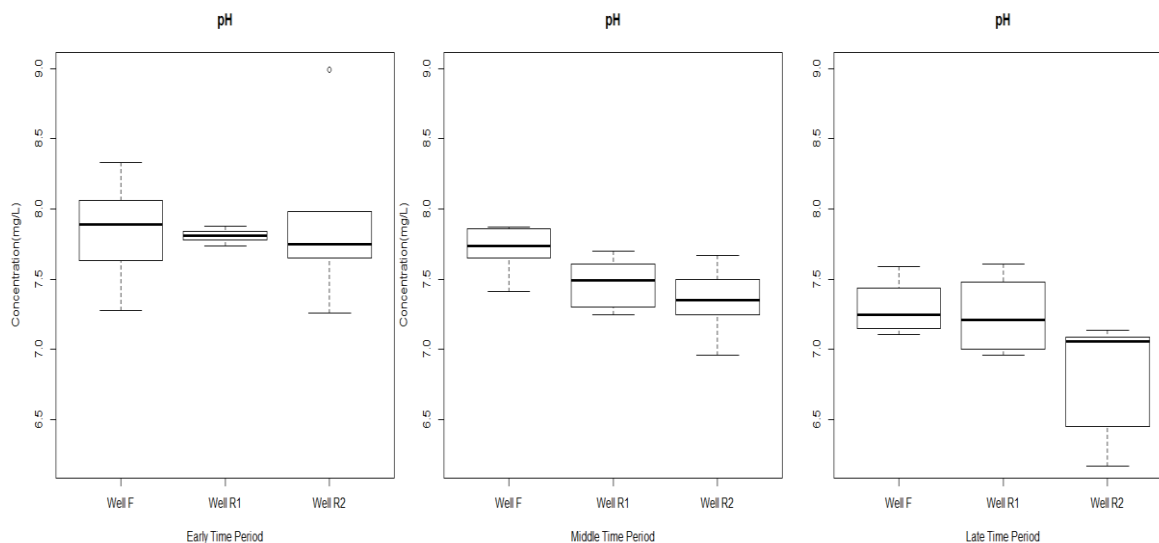 pH
Concentration(mg/L)
9.0
8.5
8.0
7.5
7.0
6.5
Well F Well R1 Well R2
Early Time Period
pH
Concentration(mg/L)
9.0
8.5
8.0
7.5
7.0
6.5
Well F Well R1 Well R2
Middle Time Period
pH
9.0
8.5
8.0
7.5
7.0
6.5
Well F Well R1 Well R2
Late Time Period